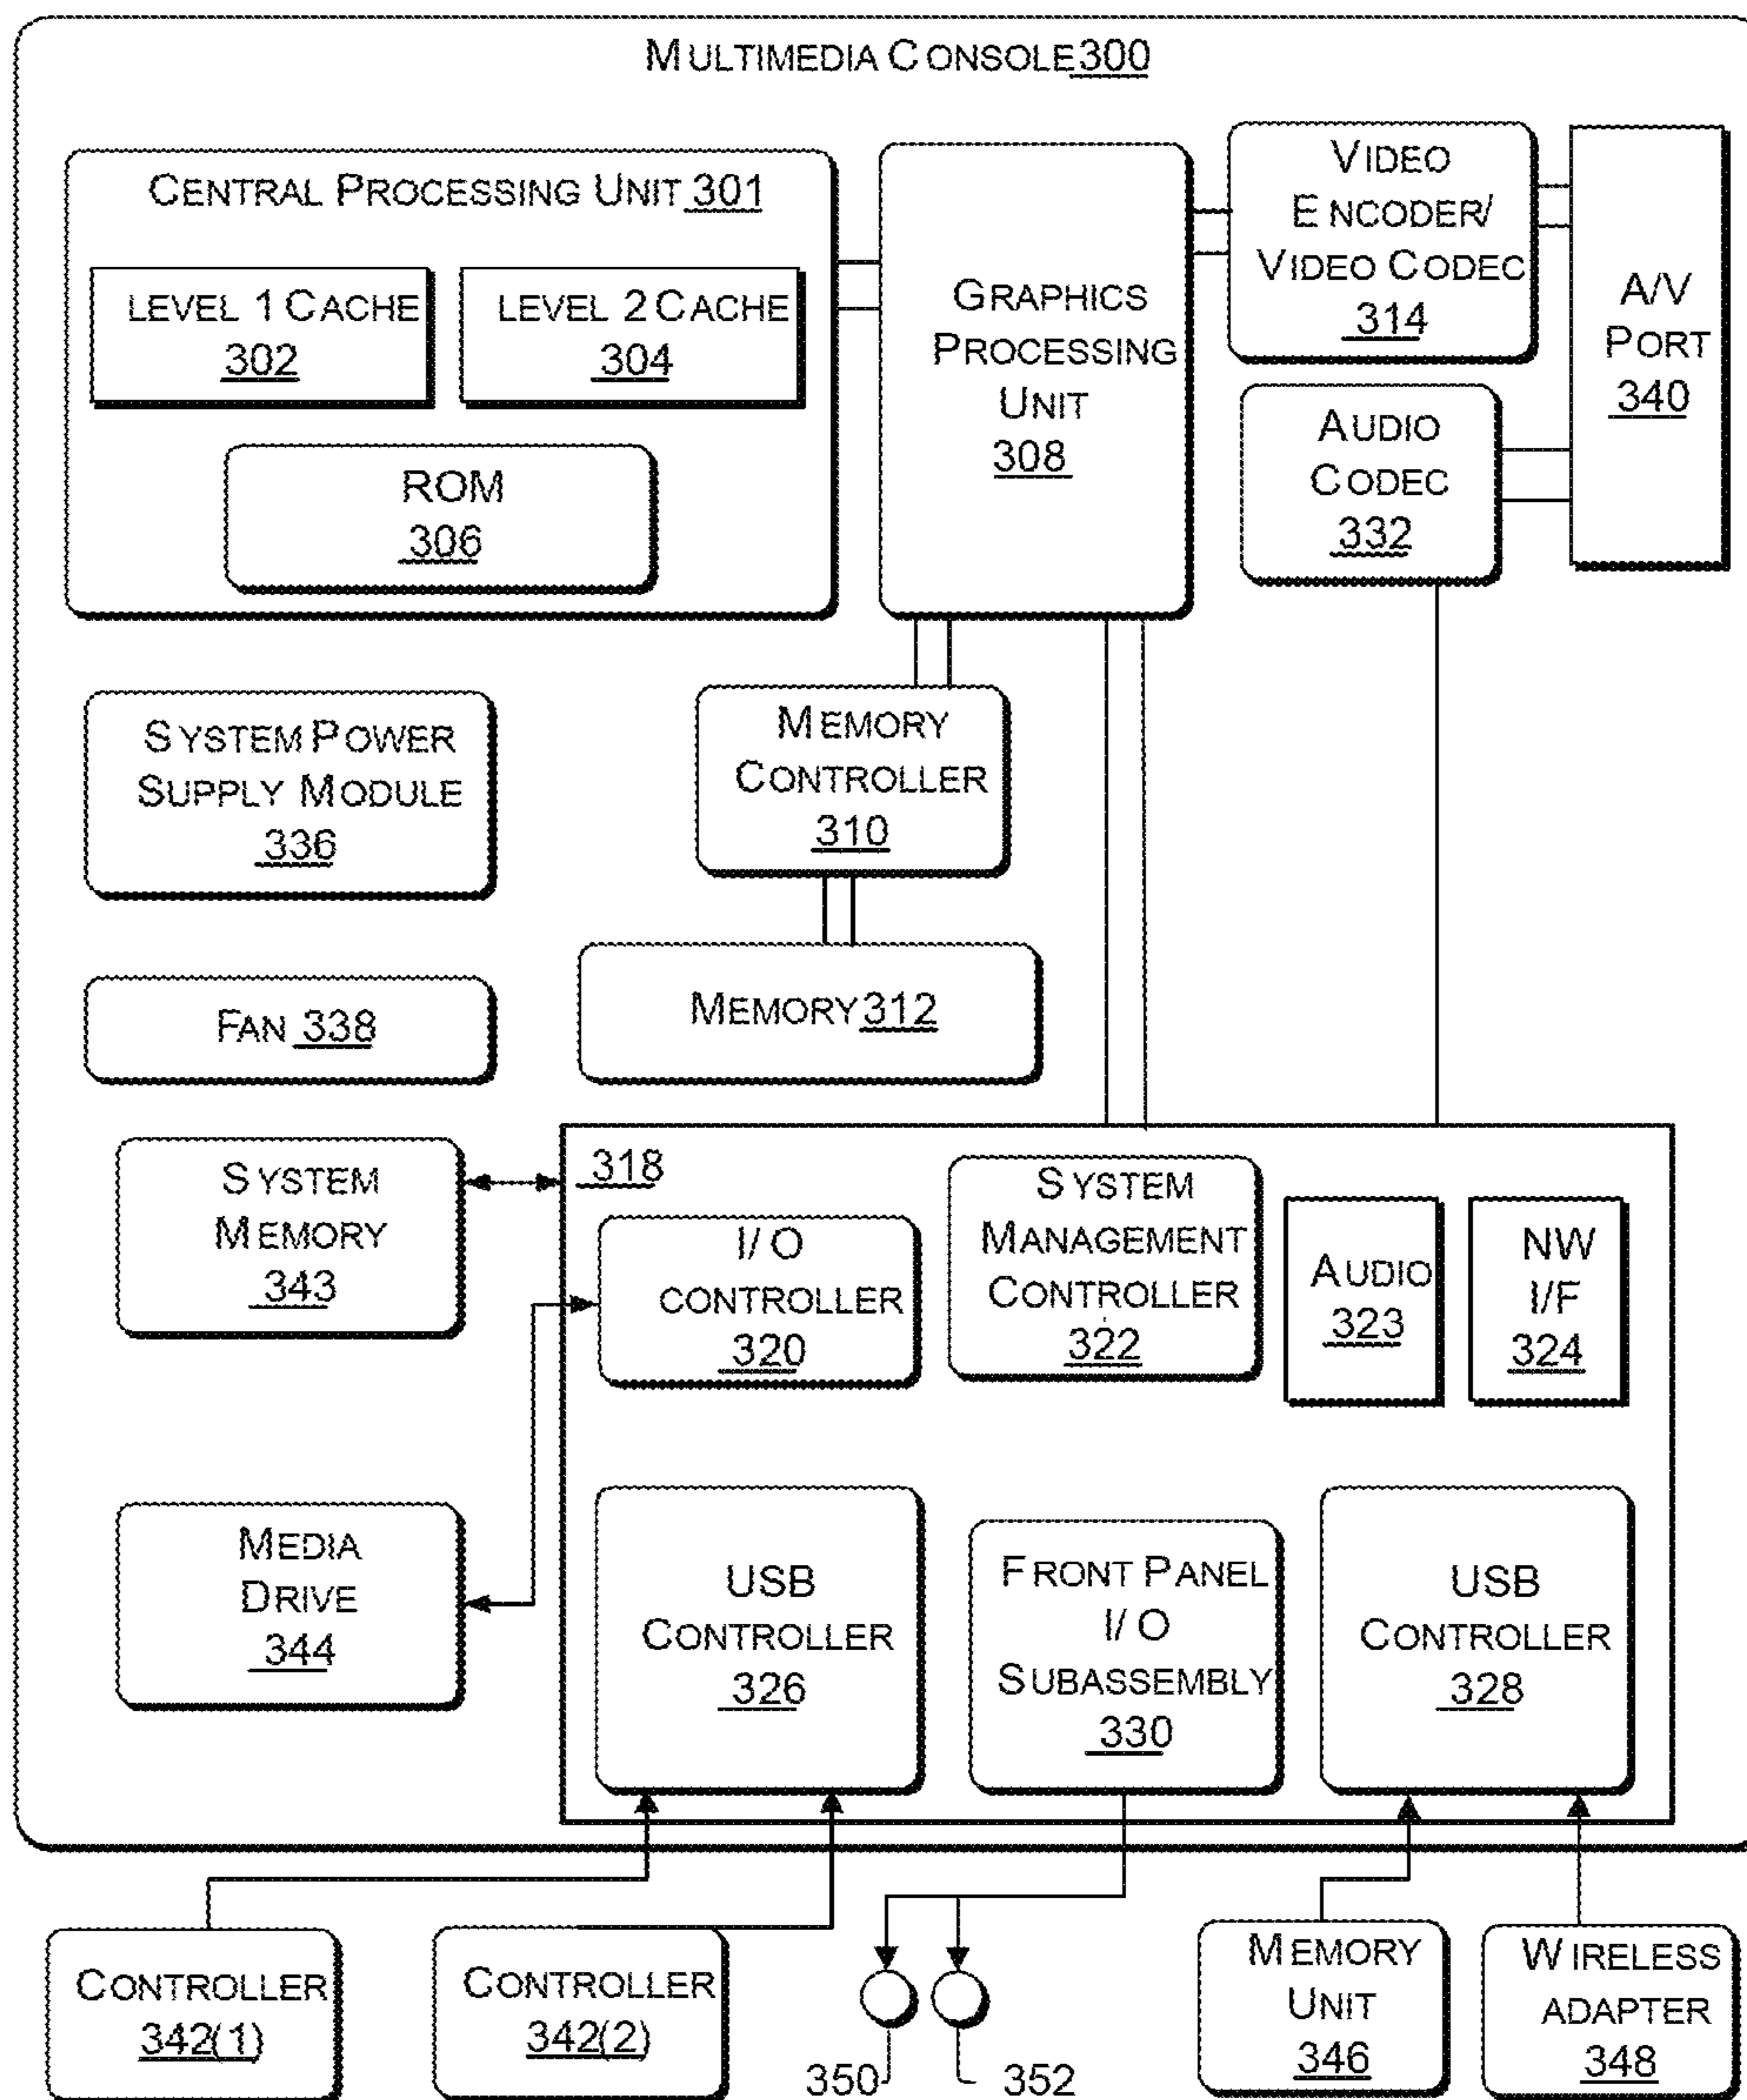 MULTIMEDIA CONSOLE 300
CENTRAL PROCESSING UNIT 301
LEVEL 1 CACHE
302
LEVEL 2 CACHE
304
ROM
306
GRAPHICS
PROCESSING
UNIT
308
VIDEO
ENCODER/
VIDEO CODEC
314
A/V
PORT
340
AUDIO
CODEC
332
SYSTEM POWER
SUPPLY MODULE
336
MEMORY
CONTROLLER
310
FAN 338
MEMORY 312
SYSTEM
MEMORY
343
318
I/O
CONTROLLER
320
SYSTEM
MANAGEMENT
CONTROLLER
322
AUDIO
323
NW
I/F
324
MEDIA
DRIVE
344
USB
CONTROLLER
326
FRONT PANEL
I/O
SUBASSEMBLY
330
USB
CONTROLLER
328
CONTROLLER
342(1)
CONTROLLER
342(2)
350
352
MEMORY
UNIT
346
WIRELESS
ADAPTER
348